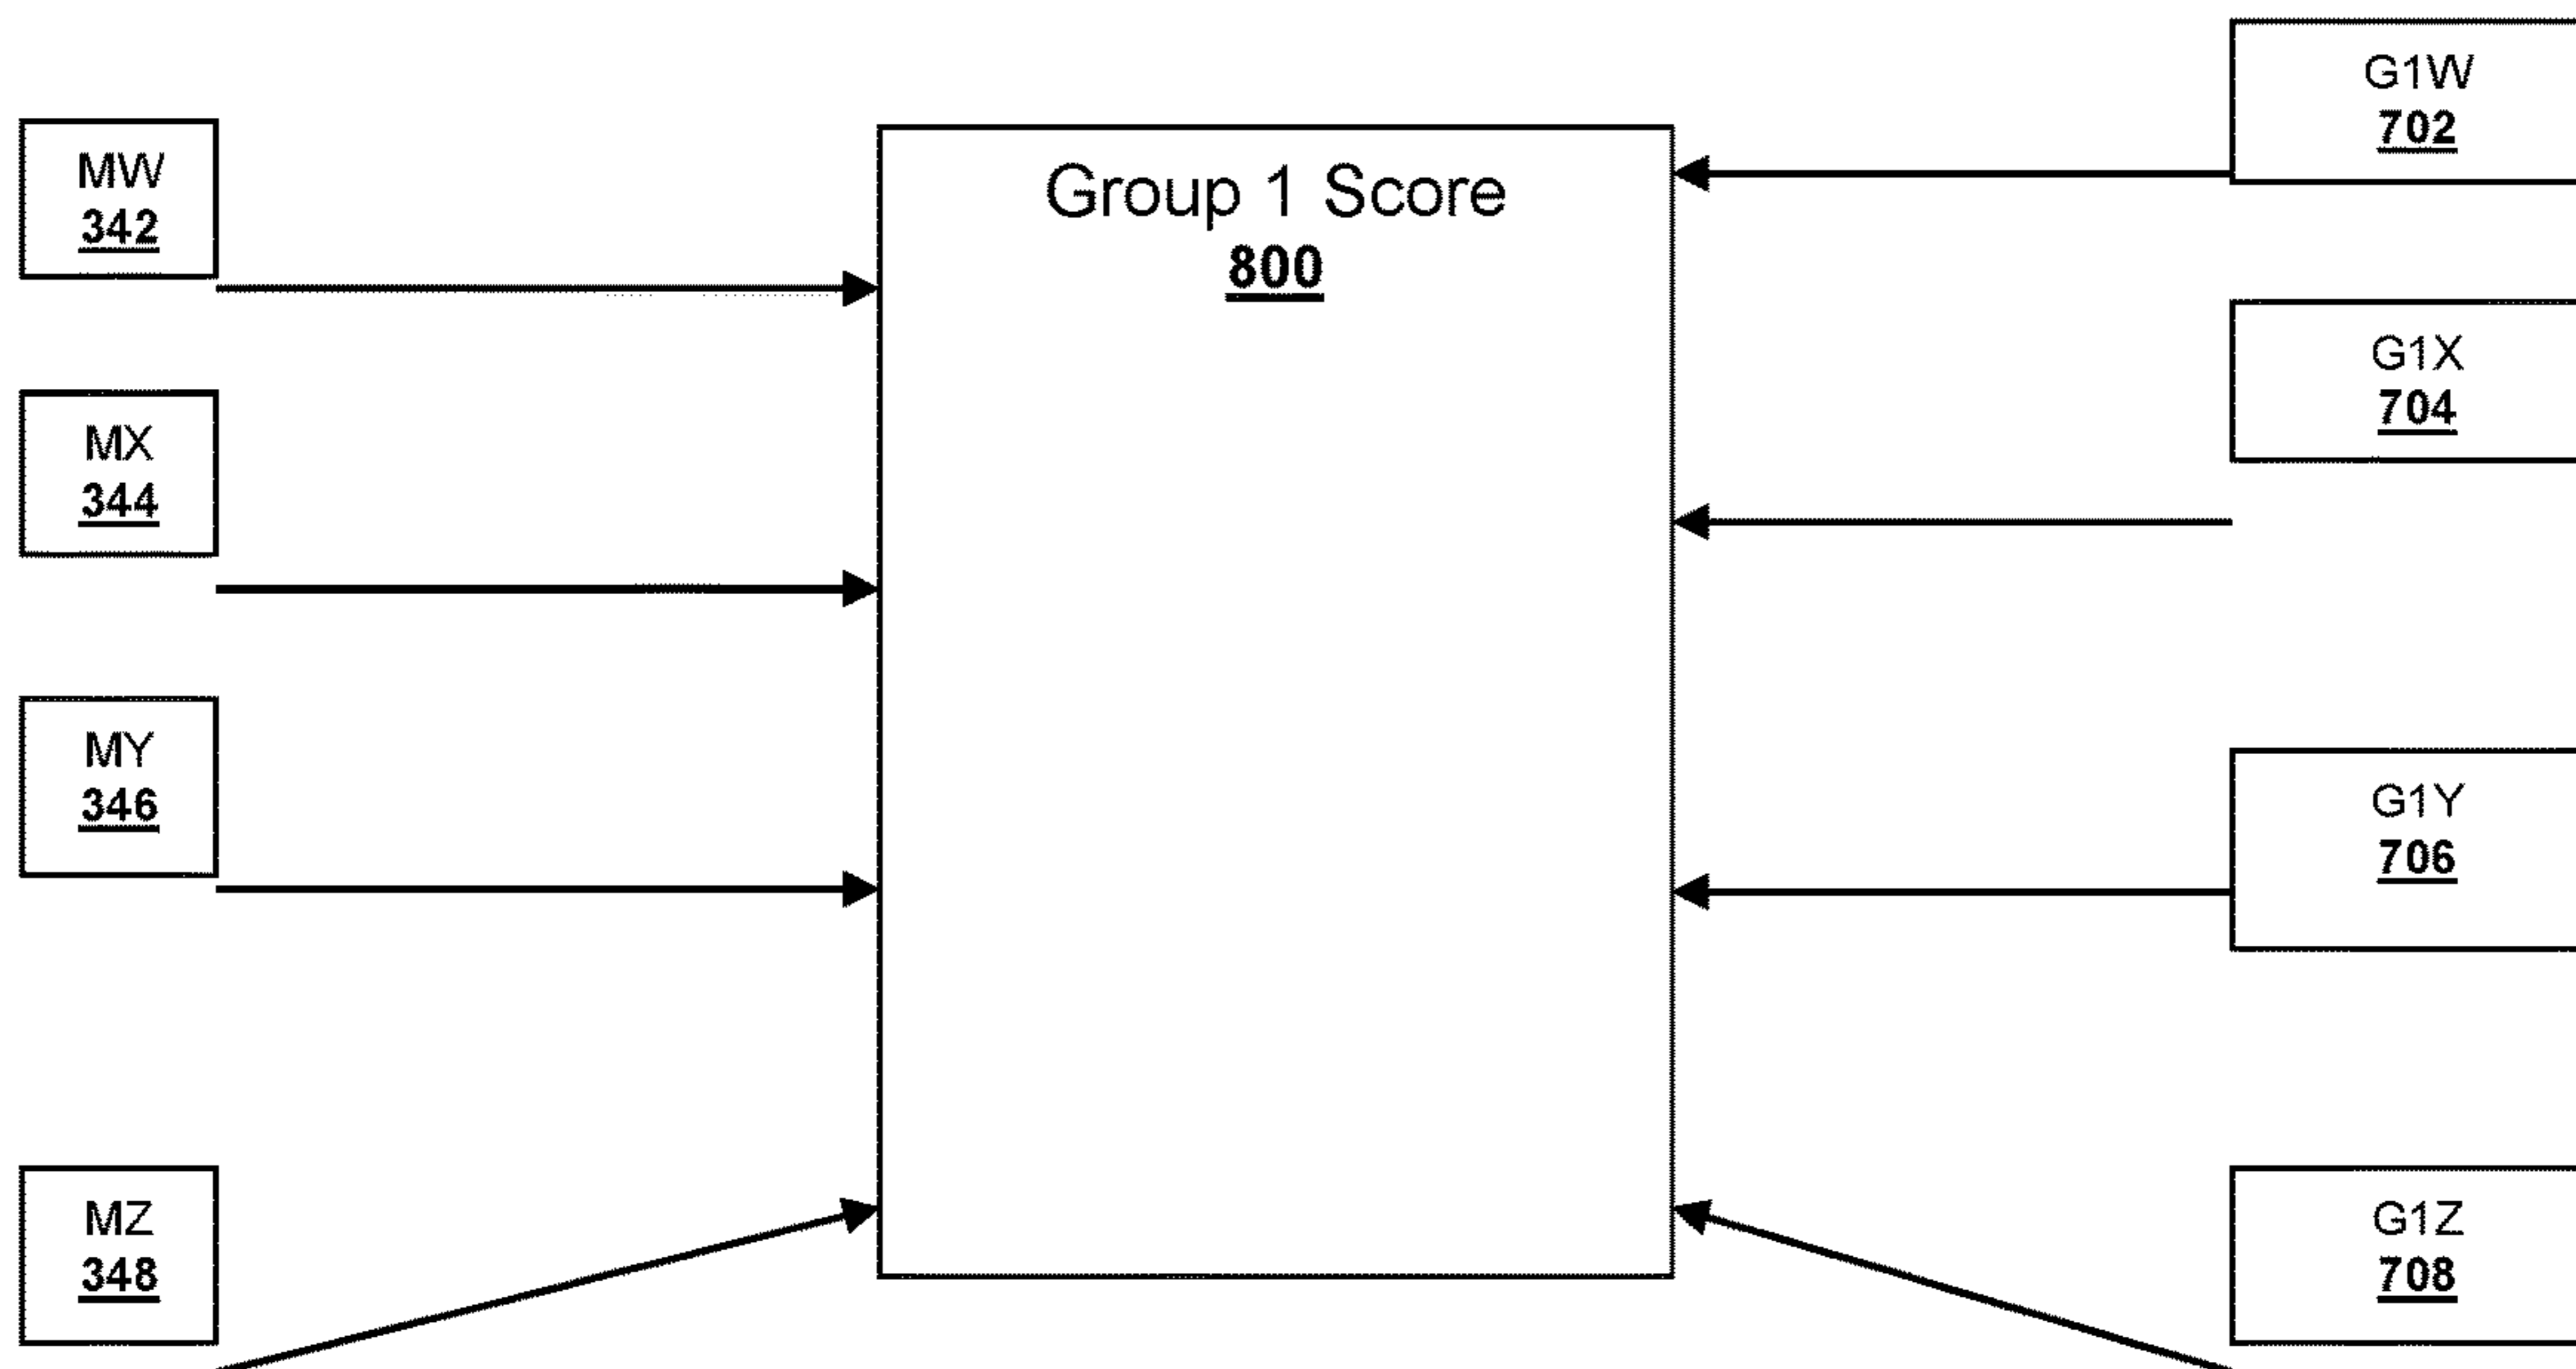 MW
342
MX
344
MY
346
MZ
348
Group 1 Score
800
G1W
702
G1X
704
G1Y
706
G1Z
708